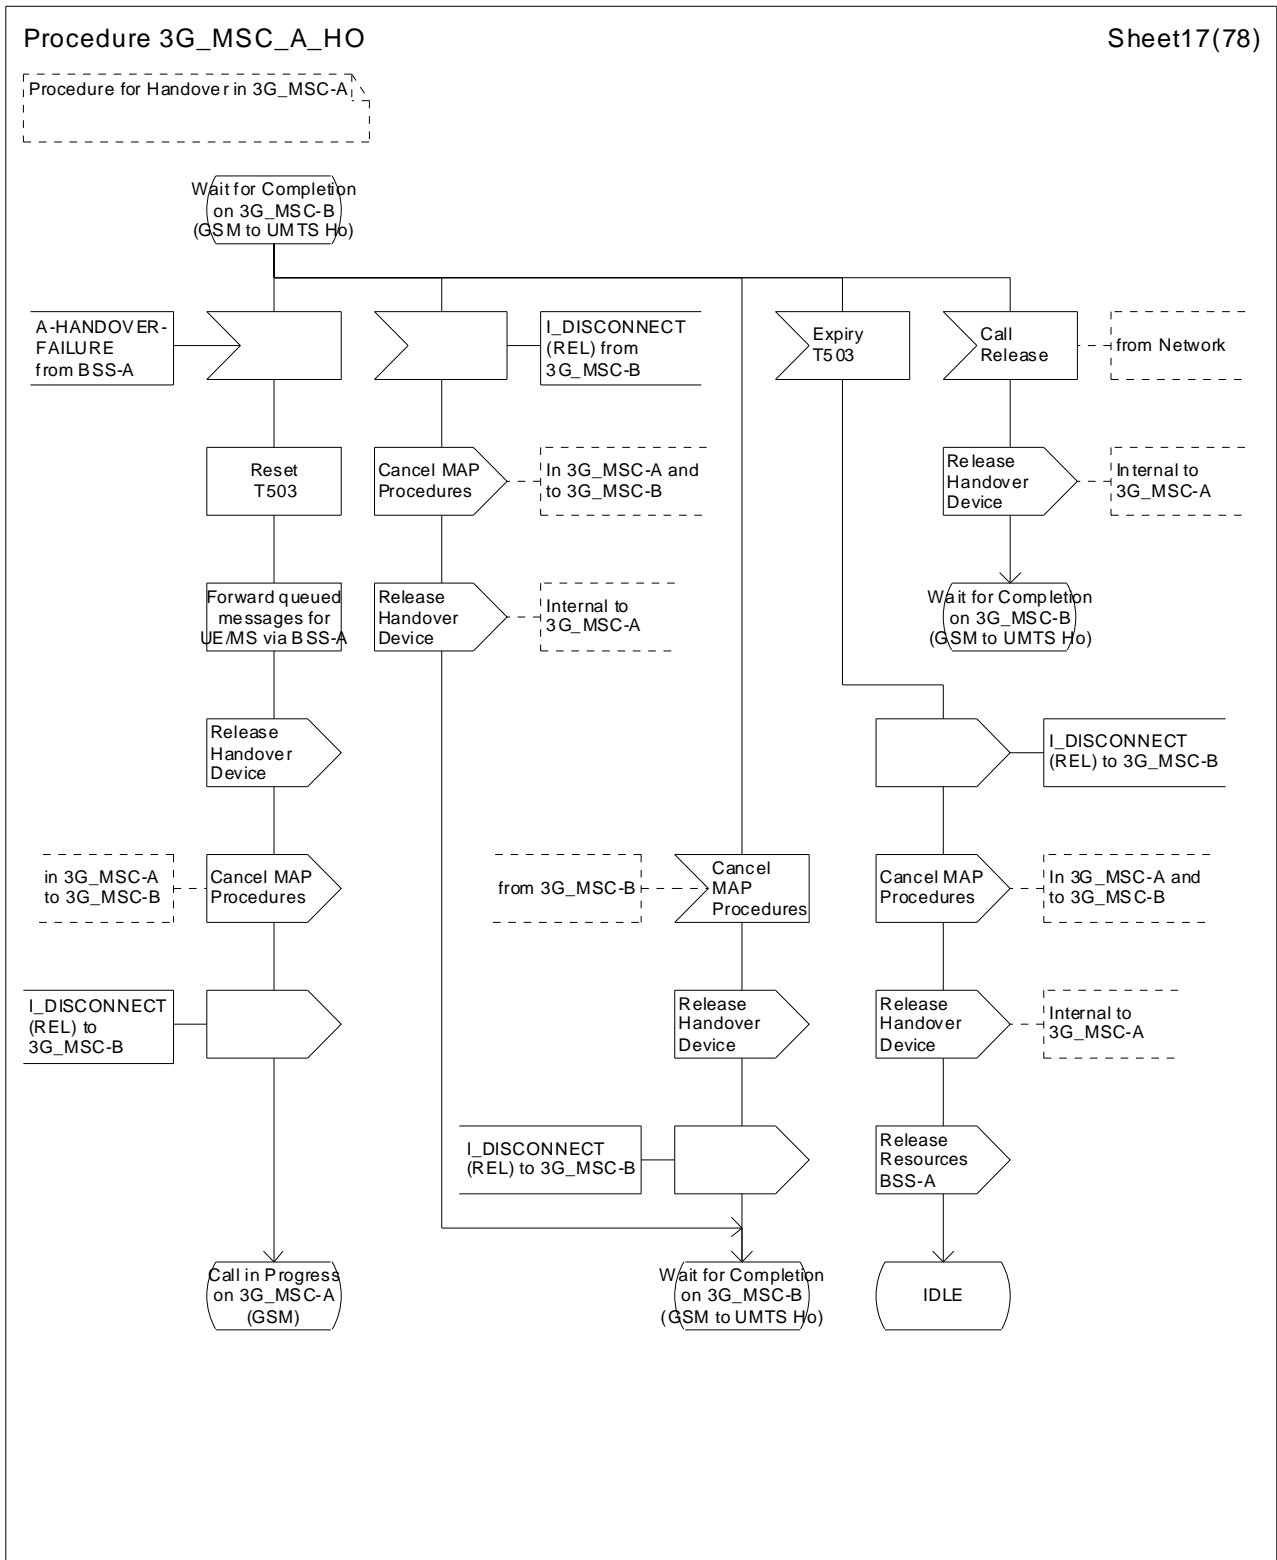 Procedure 3G_MSC_A_HO
Sheet17(78)
Procedure for Handover in 3G_MSC-A
Wait for Completion
on 3G_MSC-B
(GSM to UMTS Ho)
A-HANDOVER-
FAILURE
from BSS-A
I_DISCONNECT
(REL) from
3G_MSC-B
Expiry
T503
Call
Release
from Network
Reset
T503
Cancel MAP
Procedures
In 3G_MSC-A and
to 3G_MSC-B
Release
Handover
Device
Internal to
3G_MSC-A
Forward queued
messages for
UE/MS via BSS-A
Release
Handover
Device
Internal to
3G_MSC-A
Wait for Completion
on 3G_MSC-B
(GSM to UMTS Ho)
Release
Handover
Device
I_DISCONNECT
(REL) to 3G_MSC-B
in 3G_MSC-A
to 3G_MSC-B
Cancel MAP
Procedures
from 3G_MSC-B
Cancel
MAP
Procedures
Cancel MAP
Procedures
In 3G_MSC-A and
to 3G_MSC-B
I_DISCONNECT
(REL) to
3G_MSC-B
Release
Handover
Device
Release
Handover
Device
Internal to
3G_MSC-A
I_DISCONNECT
(REL) to 3G_MSC-B
Release
Resources
BSS-A
Call in Progress
on 3G_MSC-A
(GSM)
Wait for Completion
on 3G_MSC-B
(GSM to UMTS Ho)
IDLE